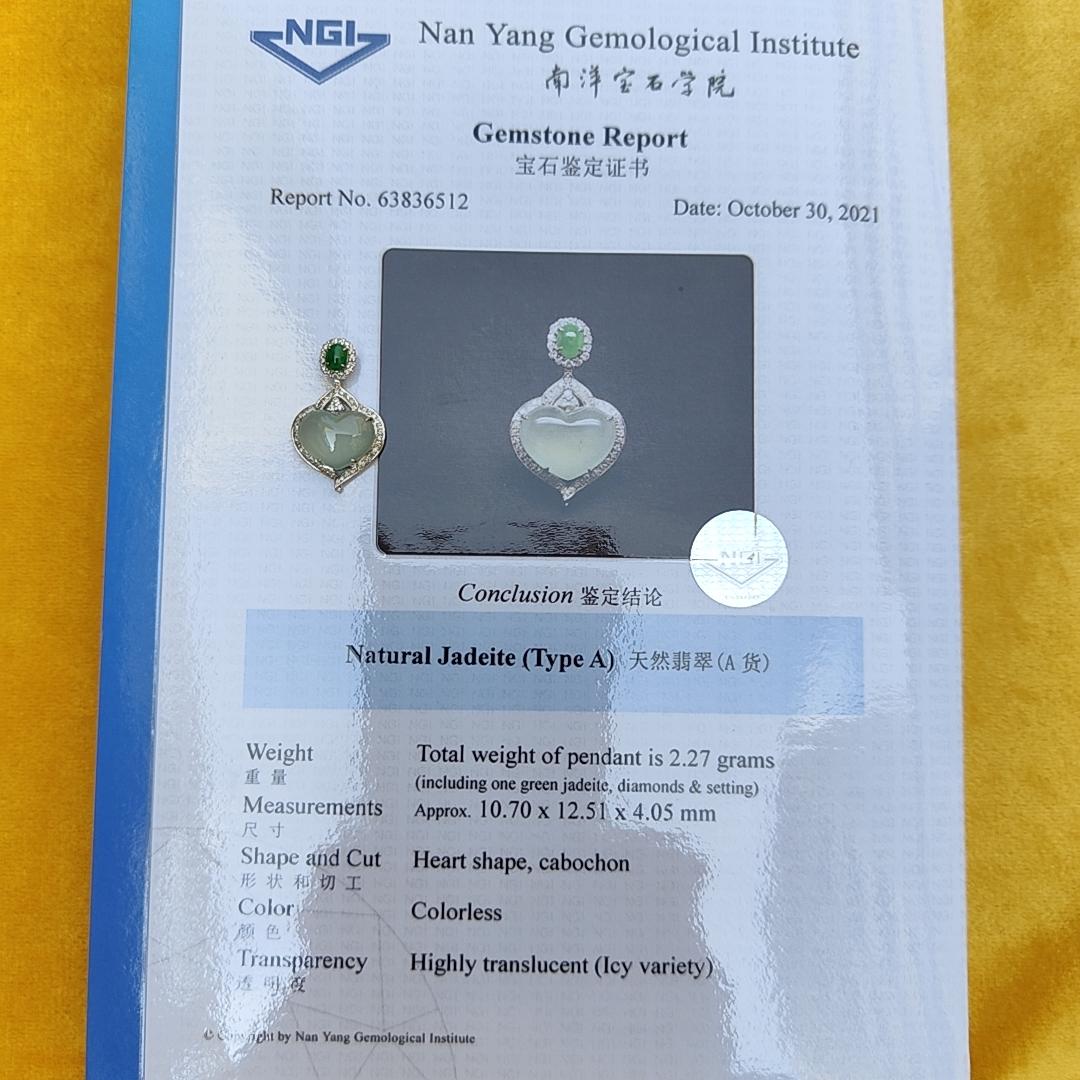 NGI
Nan Yang Gemological Institute
南洋宝石学院
Gemstone Report
宝石鉴定证书
Report No. 63836512
Date: October 30, 2021
NGI
Conclusion 鉴定结论
Natural Jadeite (Type A) 天然翡翠(A 货)
Weight
Total weight of pendant is 2.27 grams
重 量
(including one green jadeite, diamonds & setting)
Measurements
Approx. 10.70 x 12.51 x 4.05 mm
尺 寸
Shape and Cut
Heart shape, cabochon
形 状 和 切 工
Color
Colorless
颜 色
Transparency
Highly translucent (Icy variety)
透 明 度
© Copyright by Nan Yang Gemological Institute